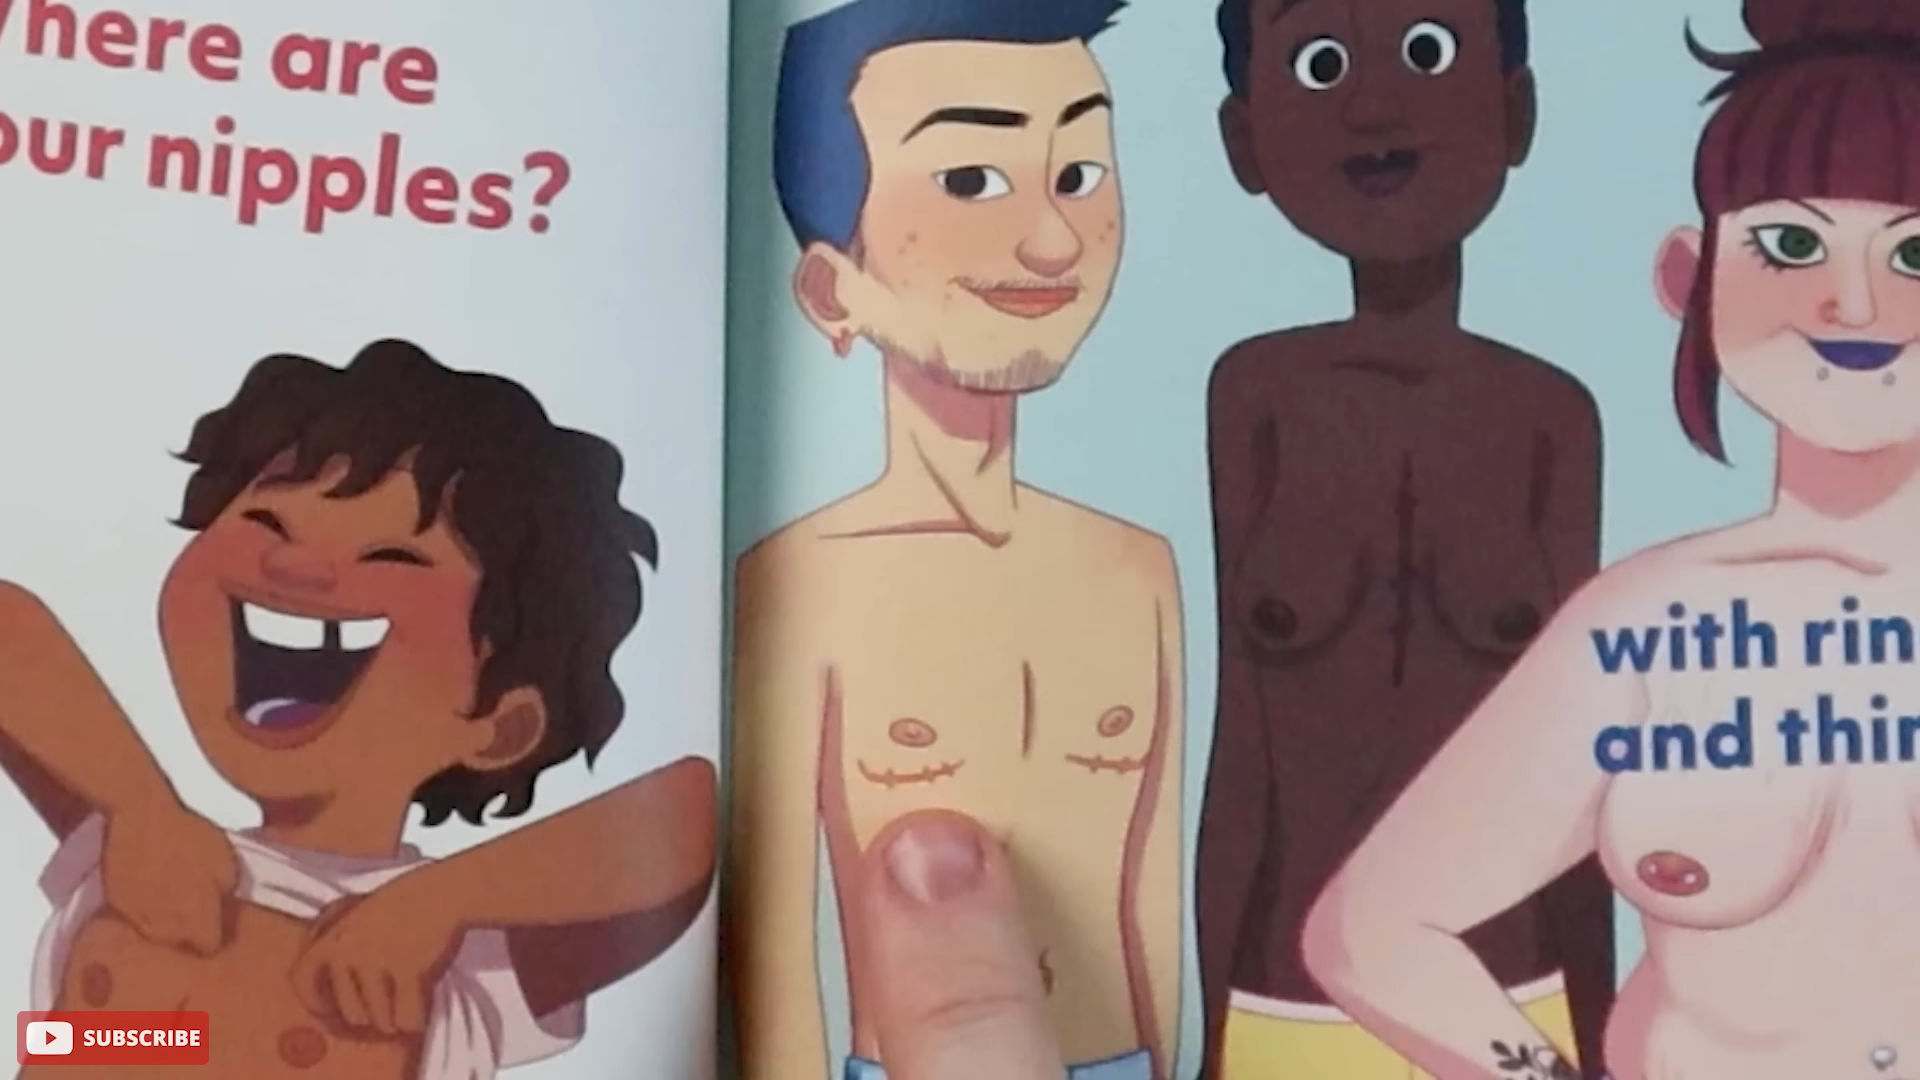 here are
our nipples?
with rin
and thin
SUBSCRIBE